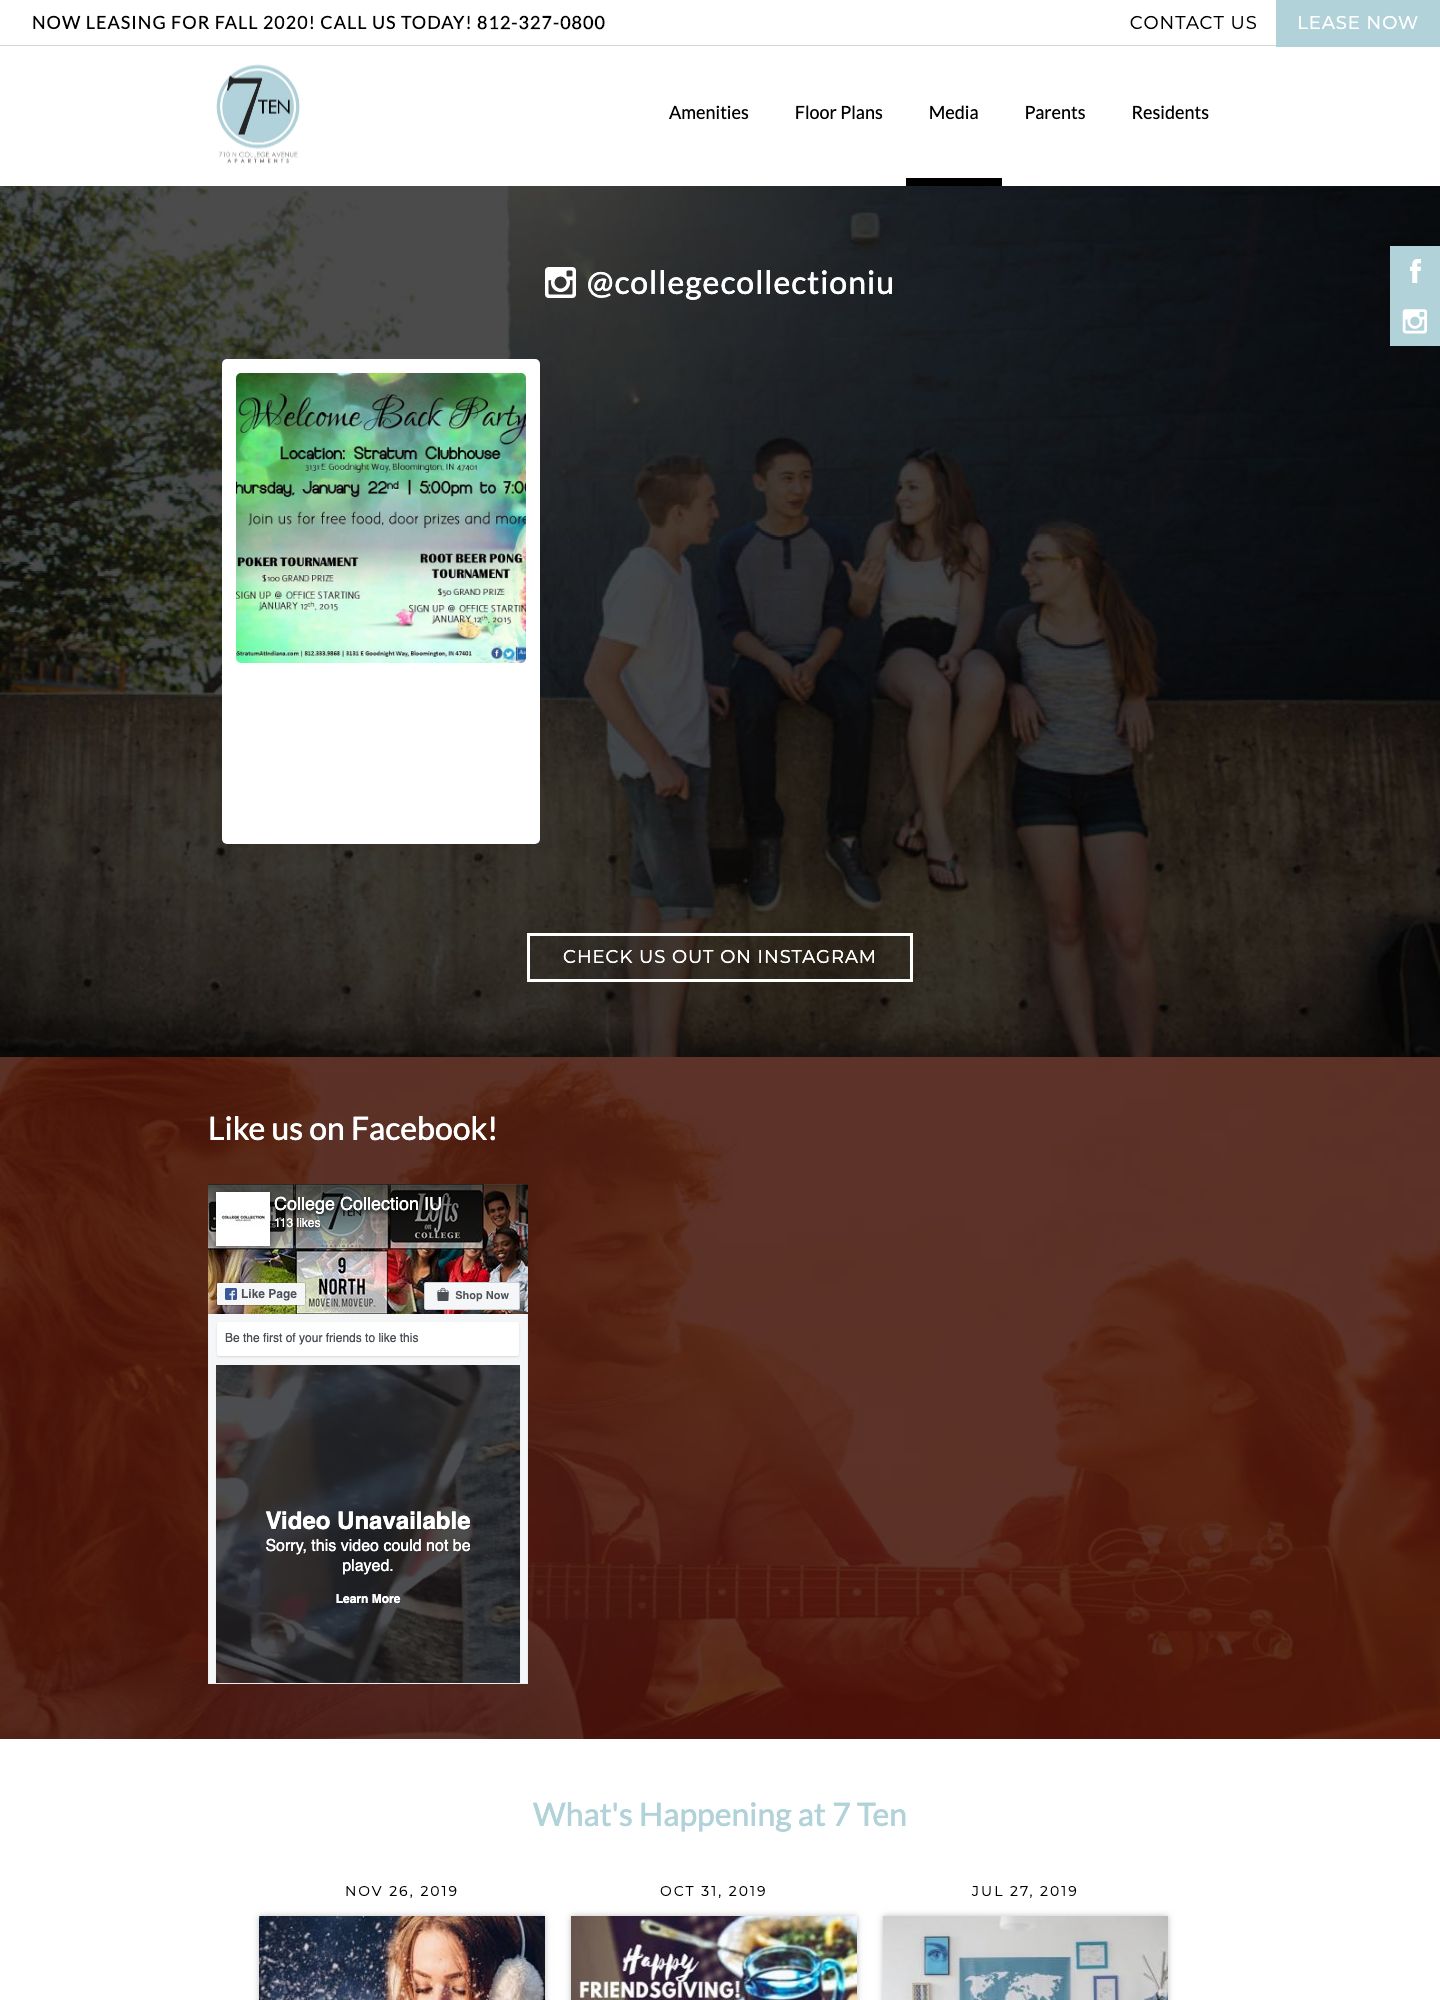 NOW LEASING FOR FALL 2020! CALL US TODAY! 812-327-0800
CONTACT US
LEASE NOW
7TEN
710 N COLLEGE AVENUE
APARTMENTS
Amenities
Floor Plans
Media
Parents
Residents
@collegecollectioniu
Welcome Back Party
Location: Stratum Clubhouse
3131 E Goodnight Way, Bloomington, IN 47401
hursday, January 22nd | 5:00pm to 7:0
Join us for free food, door prizes and more
POKER TOURNAMENT
$100 GRAND PRIZE
SIGN UP @ OFFICE STARTING
JANUARY 12th, 2015
ROOT BEER PONG
TOURNAMENT
$50 GRAND PRIZE
SIGN UP @ OFFICE STARTIN
JANUARY 12th, 2015
StratumAtIndiana.com | 812.333.9868 | 3131 E Goodnight Way, Bloomington, IN 47401
CHECK US OUT ON INSTAGRAM
Like us on Facebook!
COLLEGE COLLECTION
College Collection IU
113 likes
7TEN
Lofts
on
COLLEGE
9
NORTH
MOVE IN. MOVE UP.
Like Page
Shop Now
Be the first of your friends to like this
Video Unavailable
Sorry, this video could not be
played.
Learn More
What's Happening at 7 Ten
NOV 26, 2019
OCT 31, 2019
JUL 27, 2019
Happy
FRIENDSGIVING!